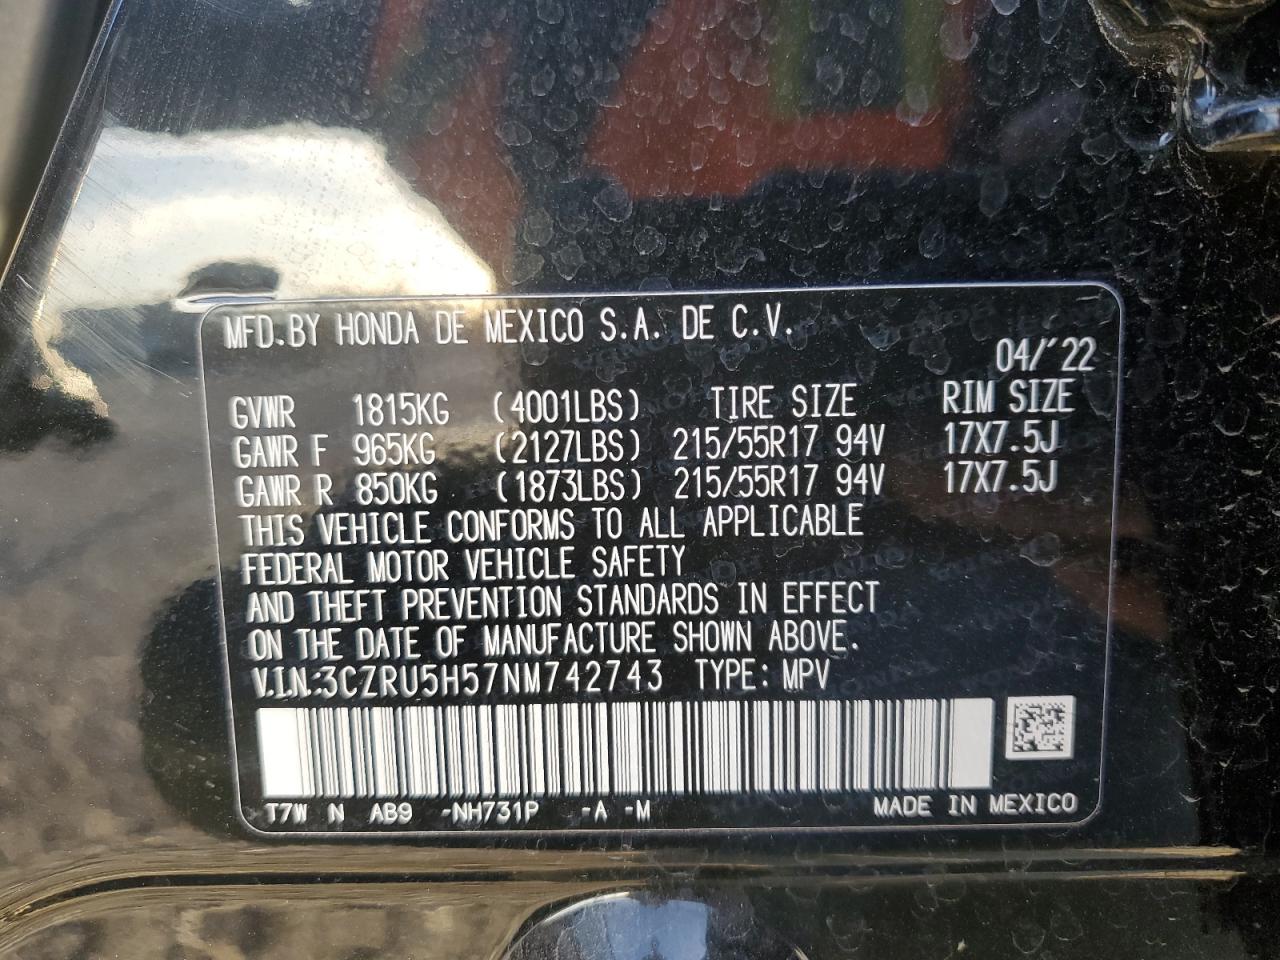 MFD.BY HONDA DE MEXICO S.A. DE C.V.
04/'22
GVWR 1815KG (4001LBS) TIRE SIZE RIM SIZE
GAWR F 965KG (2127LBS) 215/55R17 94V 17X7.5J
GAWR R 850KG (1873LBS) 215/55R17 94V 17X7.5J
THIS VEHICLE CONFORMS TO ALL APPLICABLE
FEDERAL MOTOR VEHICLE SAFETY
AND THEFT PREVENTION STANDARDS IN EFFECT
ON THE DATE OF MANUFACTURE SHOWN ABOVE.
V.I.N.:3CZRU5H57NM742743 TYPE: MPV
T7W N AB9 -NH731P -A -M MADE IN MEXICO